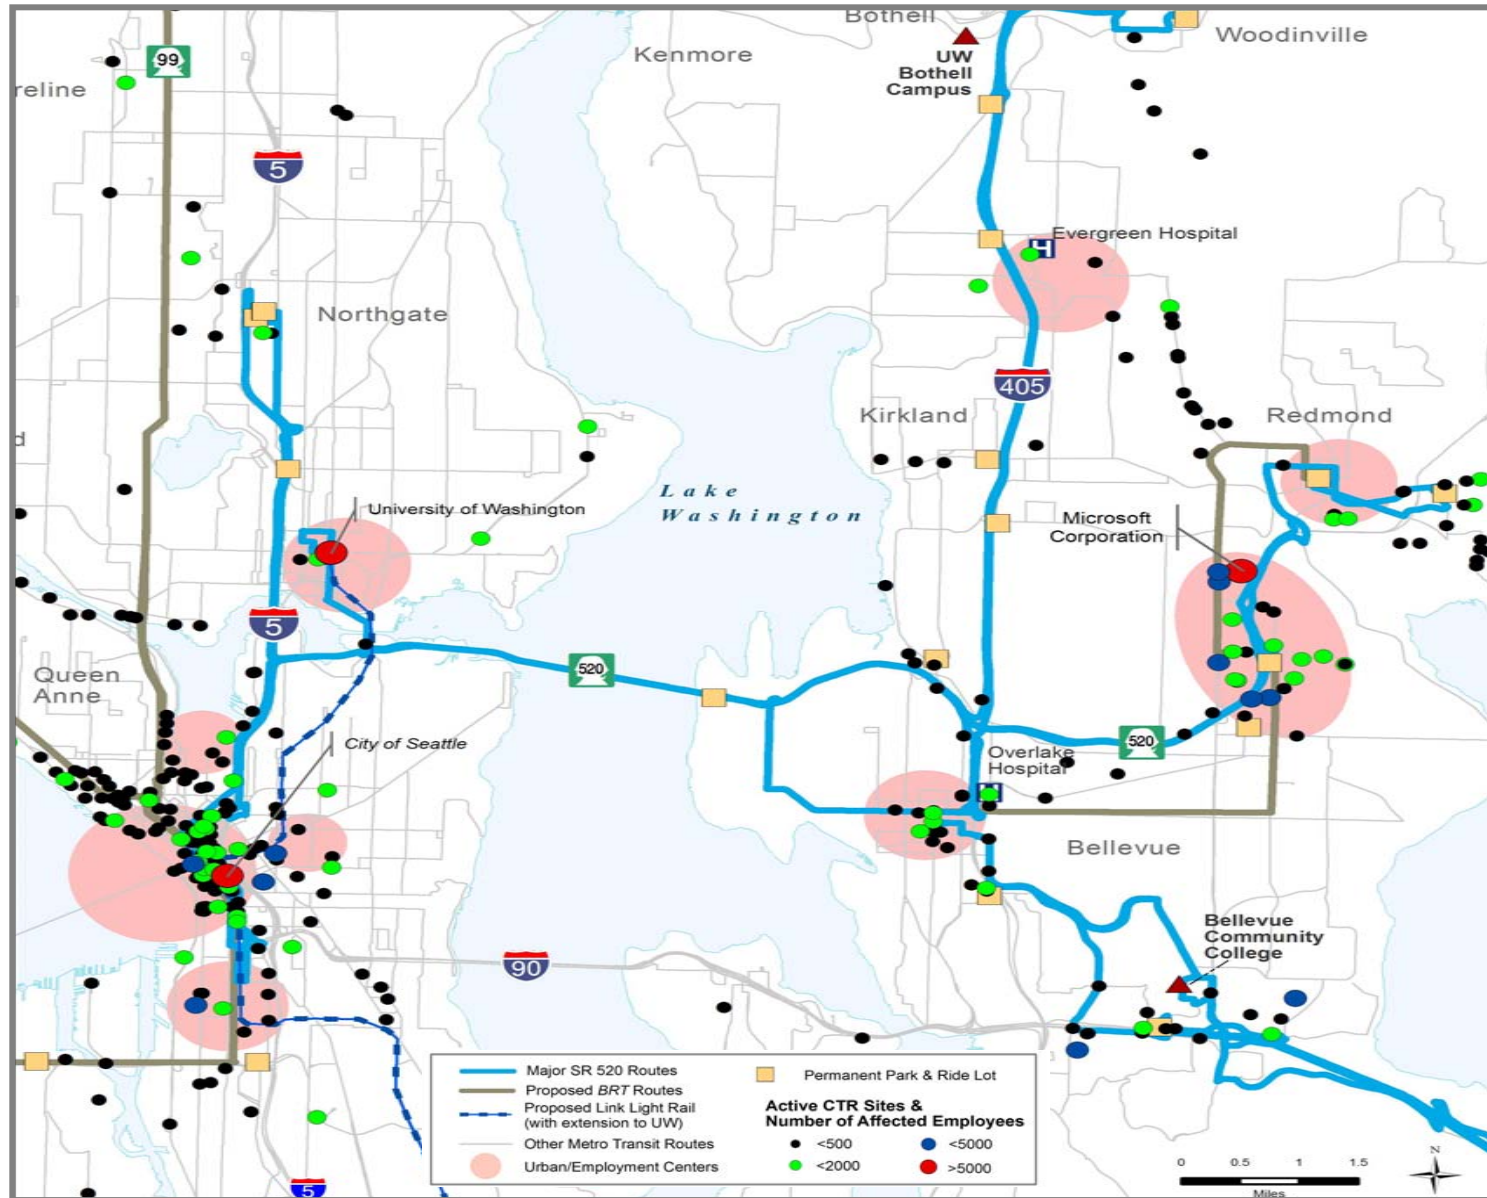 Bothell
Woodinville
99
Kenmore
UW
Bothell
Campus
reline
5
Evergreen Hospital
H
Northgate
405
Kirkland
Redmond
d
Lake
Washington
University of Washington
Microsoft
Corporation
5
Queen
Anne
520
City of Seattle
520
Overlake
Hospital
Bellevue
Bellevue
Community
College
90
Major SR 520 Routes
Proposed BRT Routes
Proposed Link Light Rail
(with extension to UW)
Other Metro Transit Routes
Urban/Employment Centers
Permanent Park & Ride Lot
Active CTR Sites &
Number of Affected Employees
<500
<5000
<2000
>5000
5
0 0.5 1 1.5
Miles
N